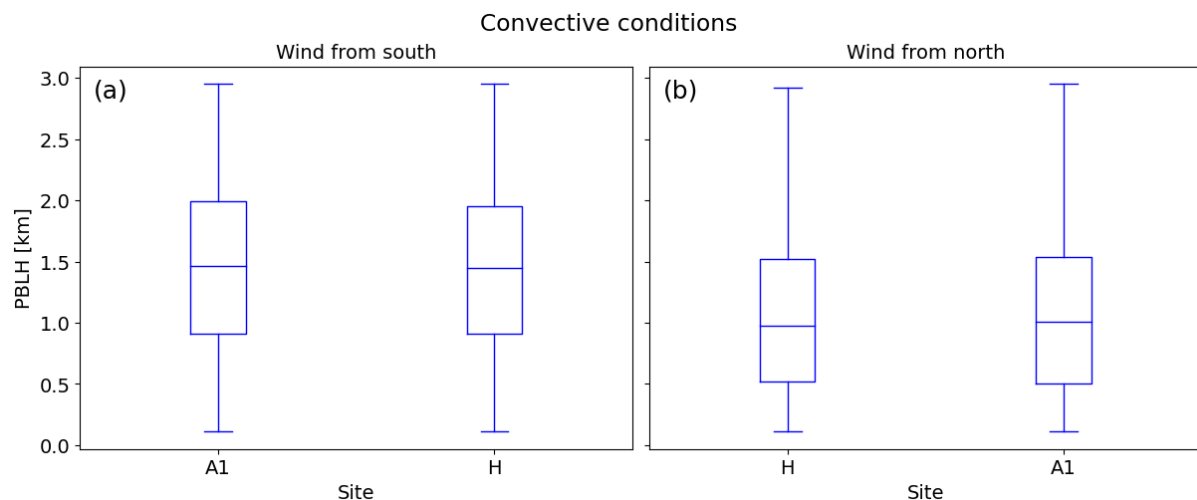 Convective conditions
Wind from south
Wind from north
(a)
(b)
3.0
2.5
2.0
1.5
1.0
0.5
0.0
PBLH [km]
A1
H
H
A1
Site
Site